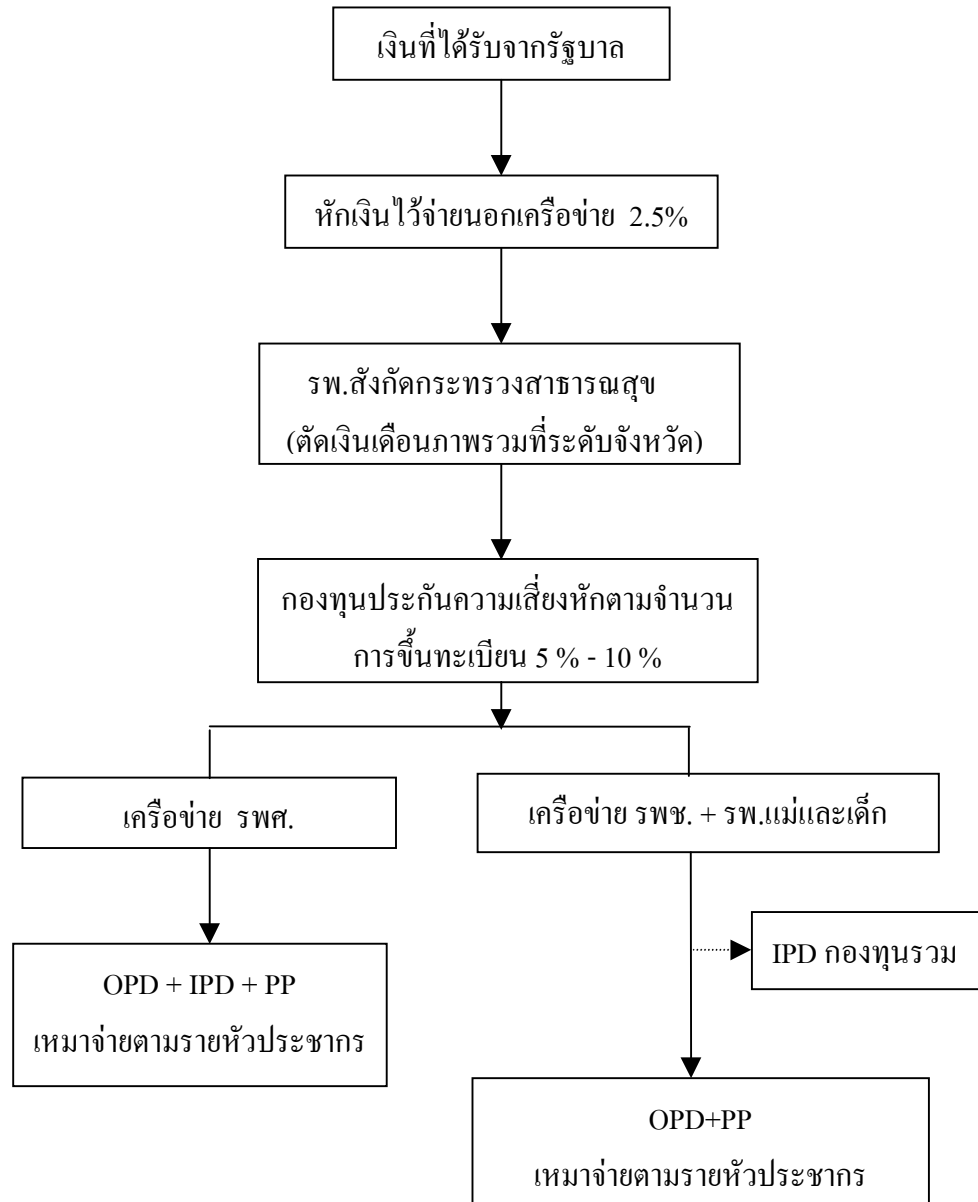 เงินที่ได้รับจากรัฐบาล
หักเงินไว้จ่ายนอกเครือข่าย 2.5%
รพ.สังกัดกระทรวงสาธารณสุข
(ตัดเงินเดือนภาพรวมที่ระดับจังหวัด)
กองทุนประกันความเสี่ยงหักตามจำนวน
การขึ้นทะเบียน 5 % - 10 %
เครือข่าย รพศ.
เครือข่าย รพช. + รพ.แม่และเด็ก
IPD กองทุนรวม
OPD + IPD + PP
เหมาจ่ายตามรายหัวประชากร
OPD+PP
เหมาจ่ายตามรายหัวประชากร